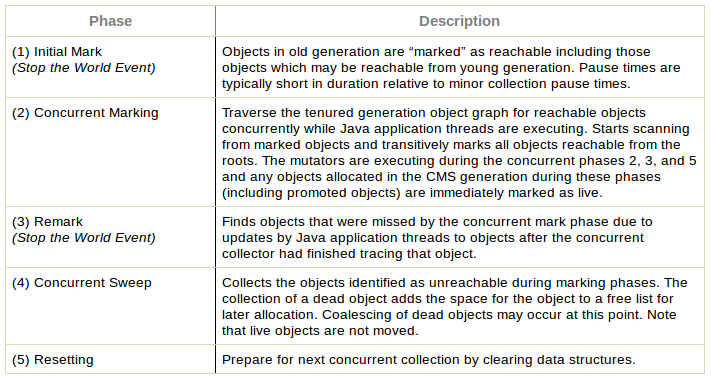 Phase Description
(1) Initial Mark
(Stop the World Event)
Objects in old generation are “marked” as reachable including those
objects which may be reachable from young generation. Pause times are
typically short in duration relative to minor collection pause times.
(2) Concurrent Marking
Traverse the tenured generation object graph for reachable objects
concurrently while Java application threads are executing. Starts scanning
from marked objects and transitively marks all objects reachable from the
roots. The mutators are executing during the concurrent phases 2, 3, and 5
and any objects allocated in the CMS generation during these phases
(including promoted objects) are immediately marked as live.
(3) Remark
(Stop the World Event)
Finds objects that were missed by the concurrent mark phase due to
updates by Java application threads to objects after the concurrent
collector had finished tracing that object.
(4) Concurrent Sweep
Collects the objects identified as unreachable during marking phases. The
collection of a dead object adds the space for the object to a free list for
later allocation. Coalescing of dead objects may occur at this point. Note
that live objects are not moved.
(5) Resetting
Prepare for next concurrent collection by clearing data structures.